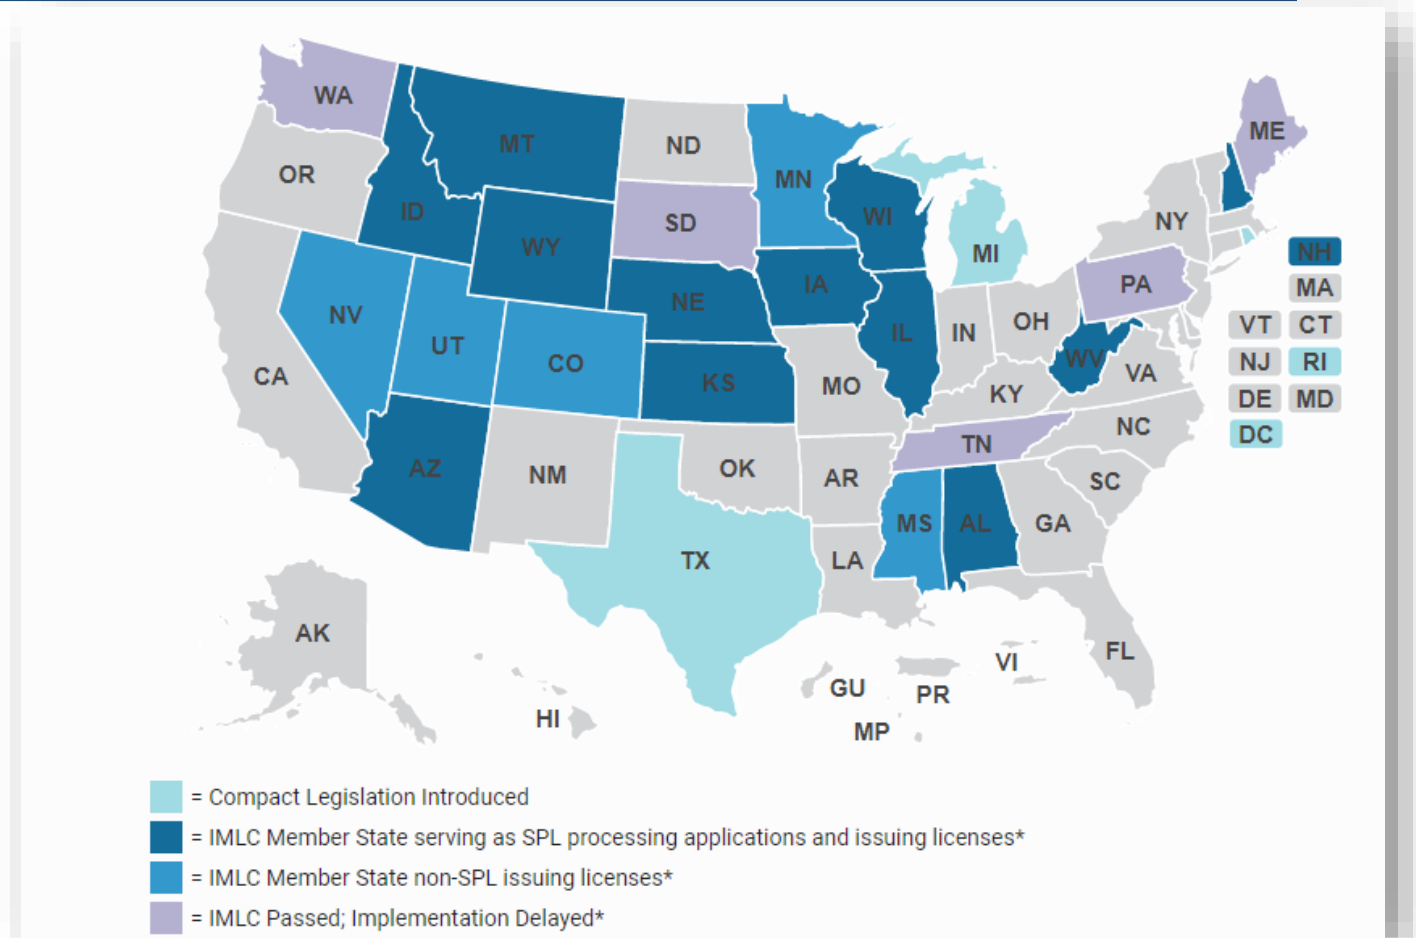 WA
ME
MT
ND
OR
MN
ID
SD
WI
NY
WY
MI
NH
IA
PA
MA
NE
NV
OH
VT
CT
IL
IN
UT
CO
WV
NJ
RI
CA
KS
MO
VA
KY
DE
MD
NC
DC
TN
AZ
NM
OK
AR
SC
MS
AL
GA
TX
LA
AK
FL
VI
GU
PR
HI
MP
= Compact Legislation Introduced
= IMLC Member State serving as SPL processing applications and issuing licenses*
= IMLC Member State non-SPL issuing licenses*
= IMLC Passed; Implementation Delayed*